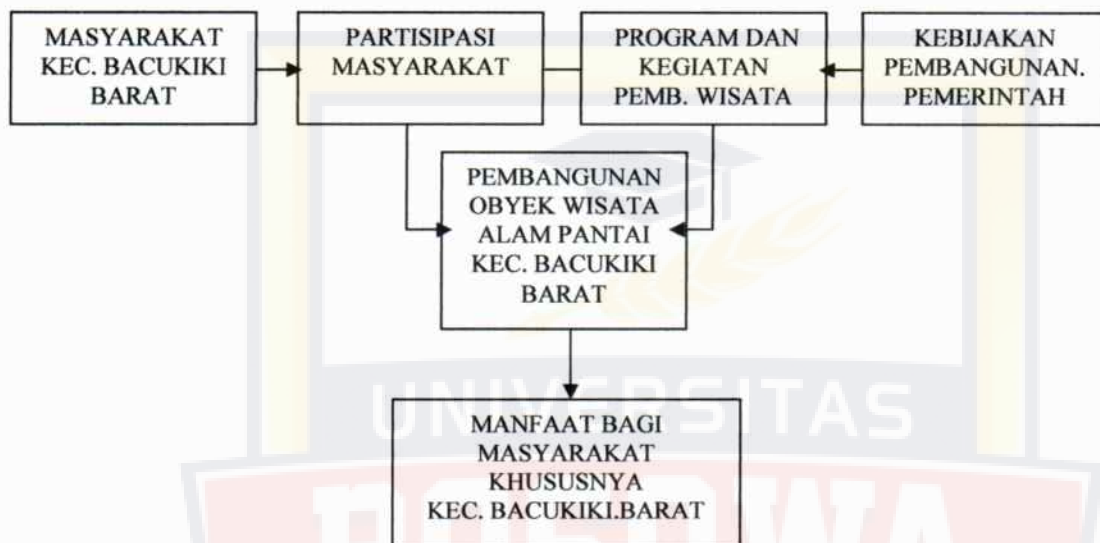 MASYARAKAT
KEC. BACUKIKI
BARAT
PARTISIPASI
MASYARAKAT
PROGRAM DAN
KEGIATAN
PEMB. WISATA
KEBIJAKAN
PEMBANGUNAN.
PEMERINTAH
PEMBANGUNAN
OBYEK WISATA
ALAM PANTAI
KEC. BACUKIKI
BARAT
UNIVERSITAS
MANFAAT BAGI
MASYARAKAT
KHUSUSNYA
KEC. BACUKIKI.BARAT